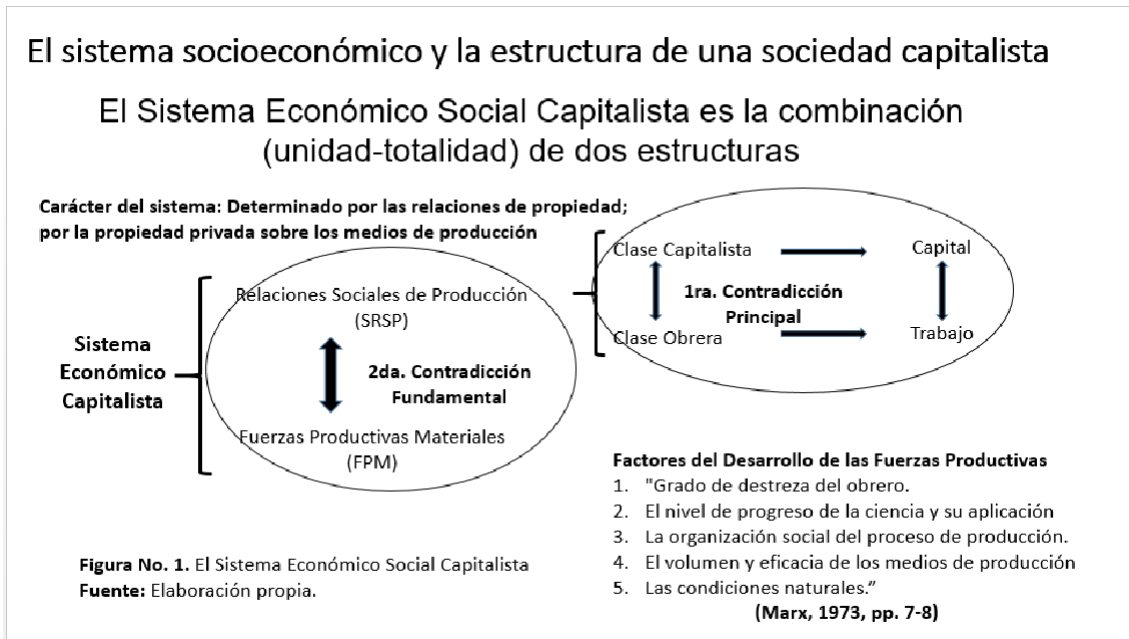 El sistema socioeconómico y la estructura de una sociedad capitalista
El Sistema Económico Social Capitalista es la combinación
(unidad-totalidad) de dos estructuras
Carácter del sistema: Determinado por las relaciones de propiedad;
por la propiedad privada sobre los medios de producción
Sistema
Económico
Capitalista
Relaciones Sociales de Producción
(SRSP)
2da. Contradicción
Fundamental
Fuerzas Productivas Materiales
(FPM)
Clase Capitalista
Capital
1ra. Contradicción
Principal
Clase Obrera
Trabajo
Factores del Desarrollo de las Fuerzas Productivas
1. "Grado de destreza del obrero.
2. El nivel de progreso de la ciencia y su aplicación
3. La organización social del proceso de producción.
4. El volumen y eficacia de los medios de producción
5. Las condiciones naturales.”
(Marx, 1973, pp. 7-8)
Figura No. 1. El Sistema Económico Social Capitalista
Fuente: Elaboración propia.